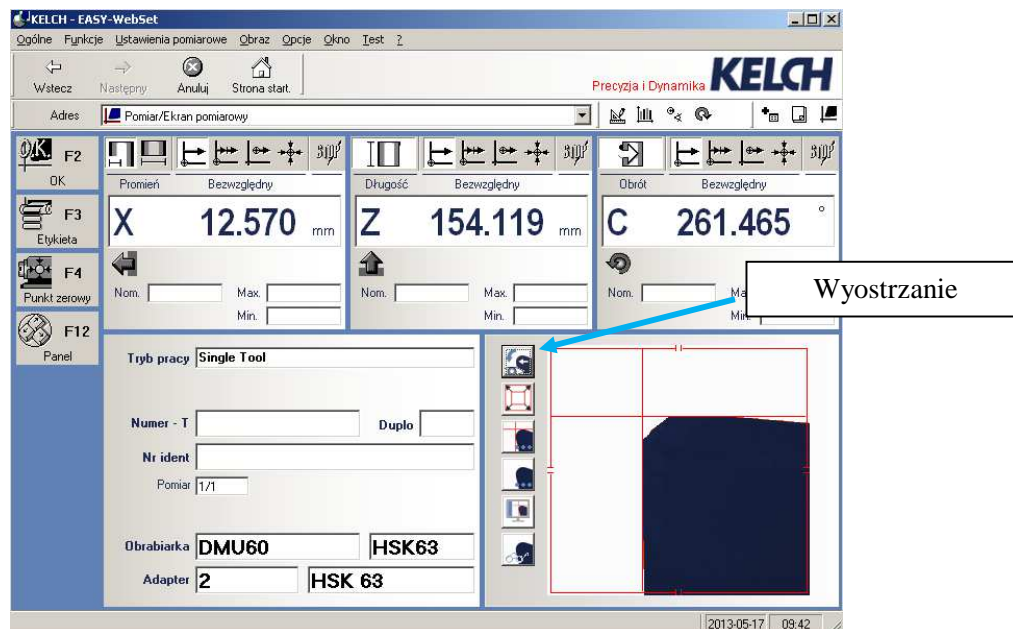 KELCH - EASY-WebSet
Ogólne Funkcje Ustawienia pomiarowe Obraz Opcje Okno Test ?
Wstecz Następny Anuluj Strona start.
Precyzja i Dynamika KELCH
Adres Pomiar/Ekran pomiarowy
F2
OK
F3
Etykieta
F4
Punkt zerowy
F12
Panel
Promień Bezwzględny
X 12.570 mm
Nom. Max.
Min.
Długość Bezwzględny
Z 154.119 mm
Nom. Max.
Min.
Obrót Bezwzględny
C 261.465 °
Nom.
Wyostrzanie
Tryb pracy Single Tool
Numer - T Duplo
Nr ident
Pomiar 1/1
Obrabiarka DMU60 HSK63
Adapter 2 HSK 63
2013-05-17 09:42